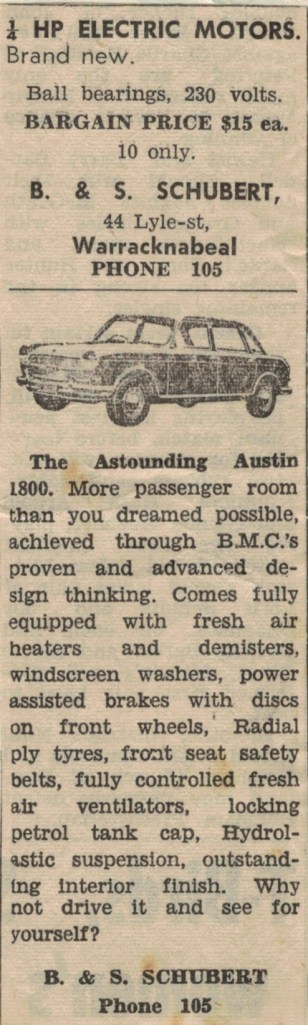 ¼ HP ELECTRIC MOTORS.
Brand new.
Ball bearings, 230 volts.
BARGAIN PRICE $15 ea.
10 only.
B. & S. SCHUBERT,
44 Lyle-st,
Warracknabeal
PHONE 105
The Astounding Austin
1800. More passenger room
than you dreamed possible,
achieved through B.M.C.'s
proven and advanced de-
sign thinking. Comes fully
equipped with fresh air
heaters and demisters,
windscreen washers, power
assisted brakes with discs
on front wheels, Radial
ply tyres, front seat safety
belts, fully controlled fresh
air ventilators, locking
petrol tank cap, Hydrol-
astic suspension, outstand-
ing interior finish. Why
not drive it and see for
yourself?
B. & S. SCHUBERT
Phone 105